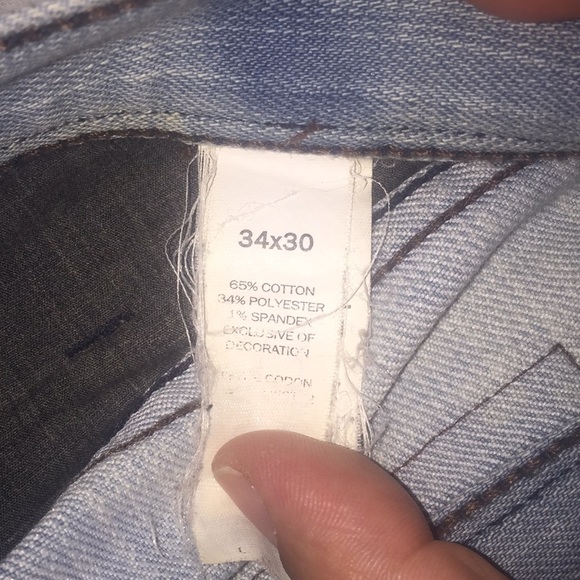 34x30
65% COTTON
34% POLYESTER
1% SPANDEX
EXCLUSIVE OF
DECORATION